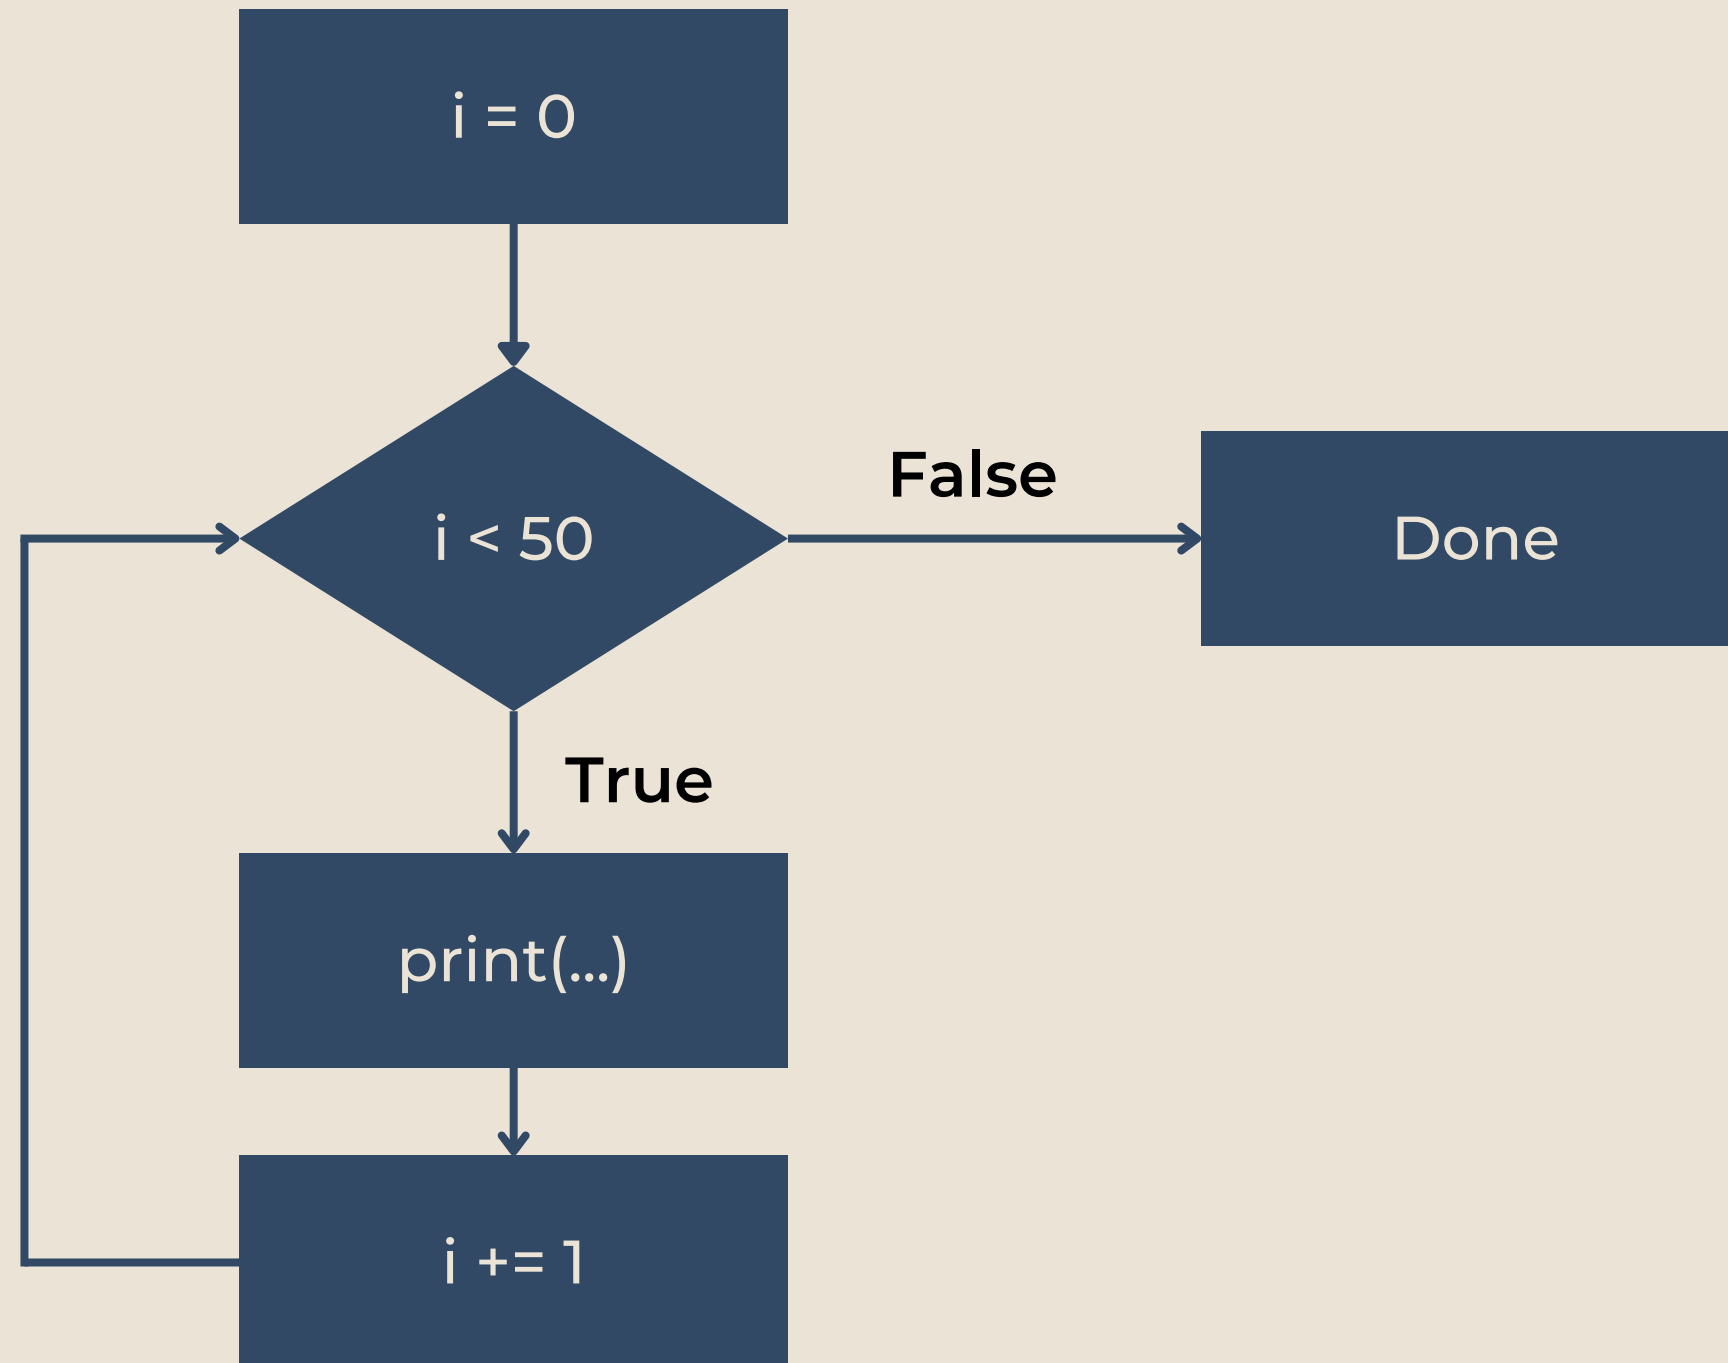 i = 0
i < 50
False
Done
True
print(...)
i += 1